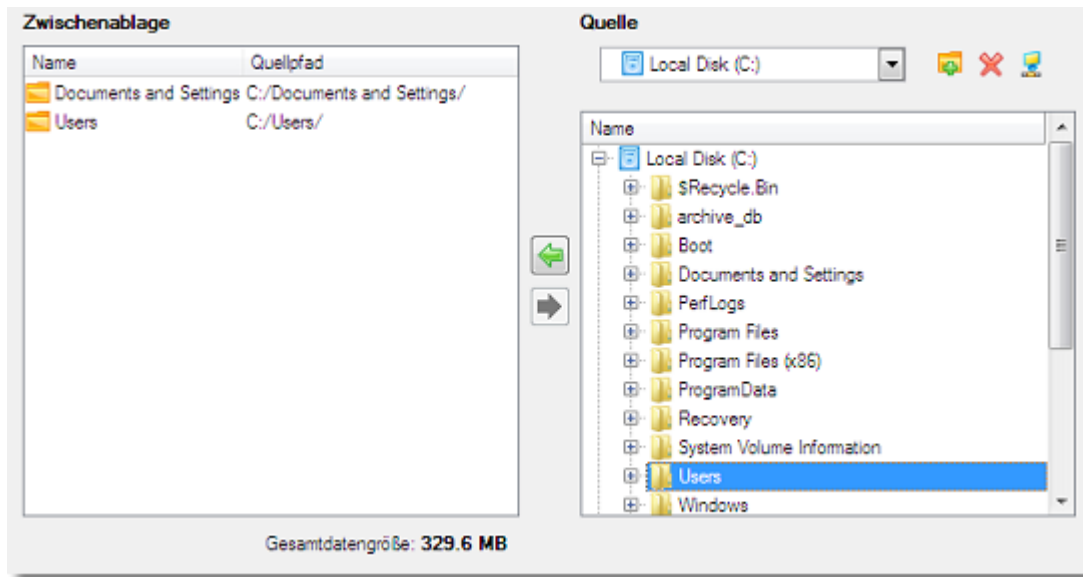 Zwischenablage
Name Quellpfad
Documents and Settings C:/Documents and Settings/
Users C:/Users/
Gesamtdatengröße: 329.6 MB
Quelle
Local Disk (C:)
Name
Local Disk (C:)
$Recycle.Bin
archive_db
Boot
Documents and Settings
PerfLogs
Program Files
Program Files (x86)
ProgramData
Recovery
System Volume Information
Users
Windows